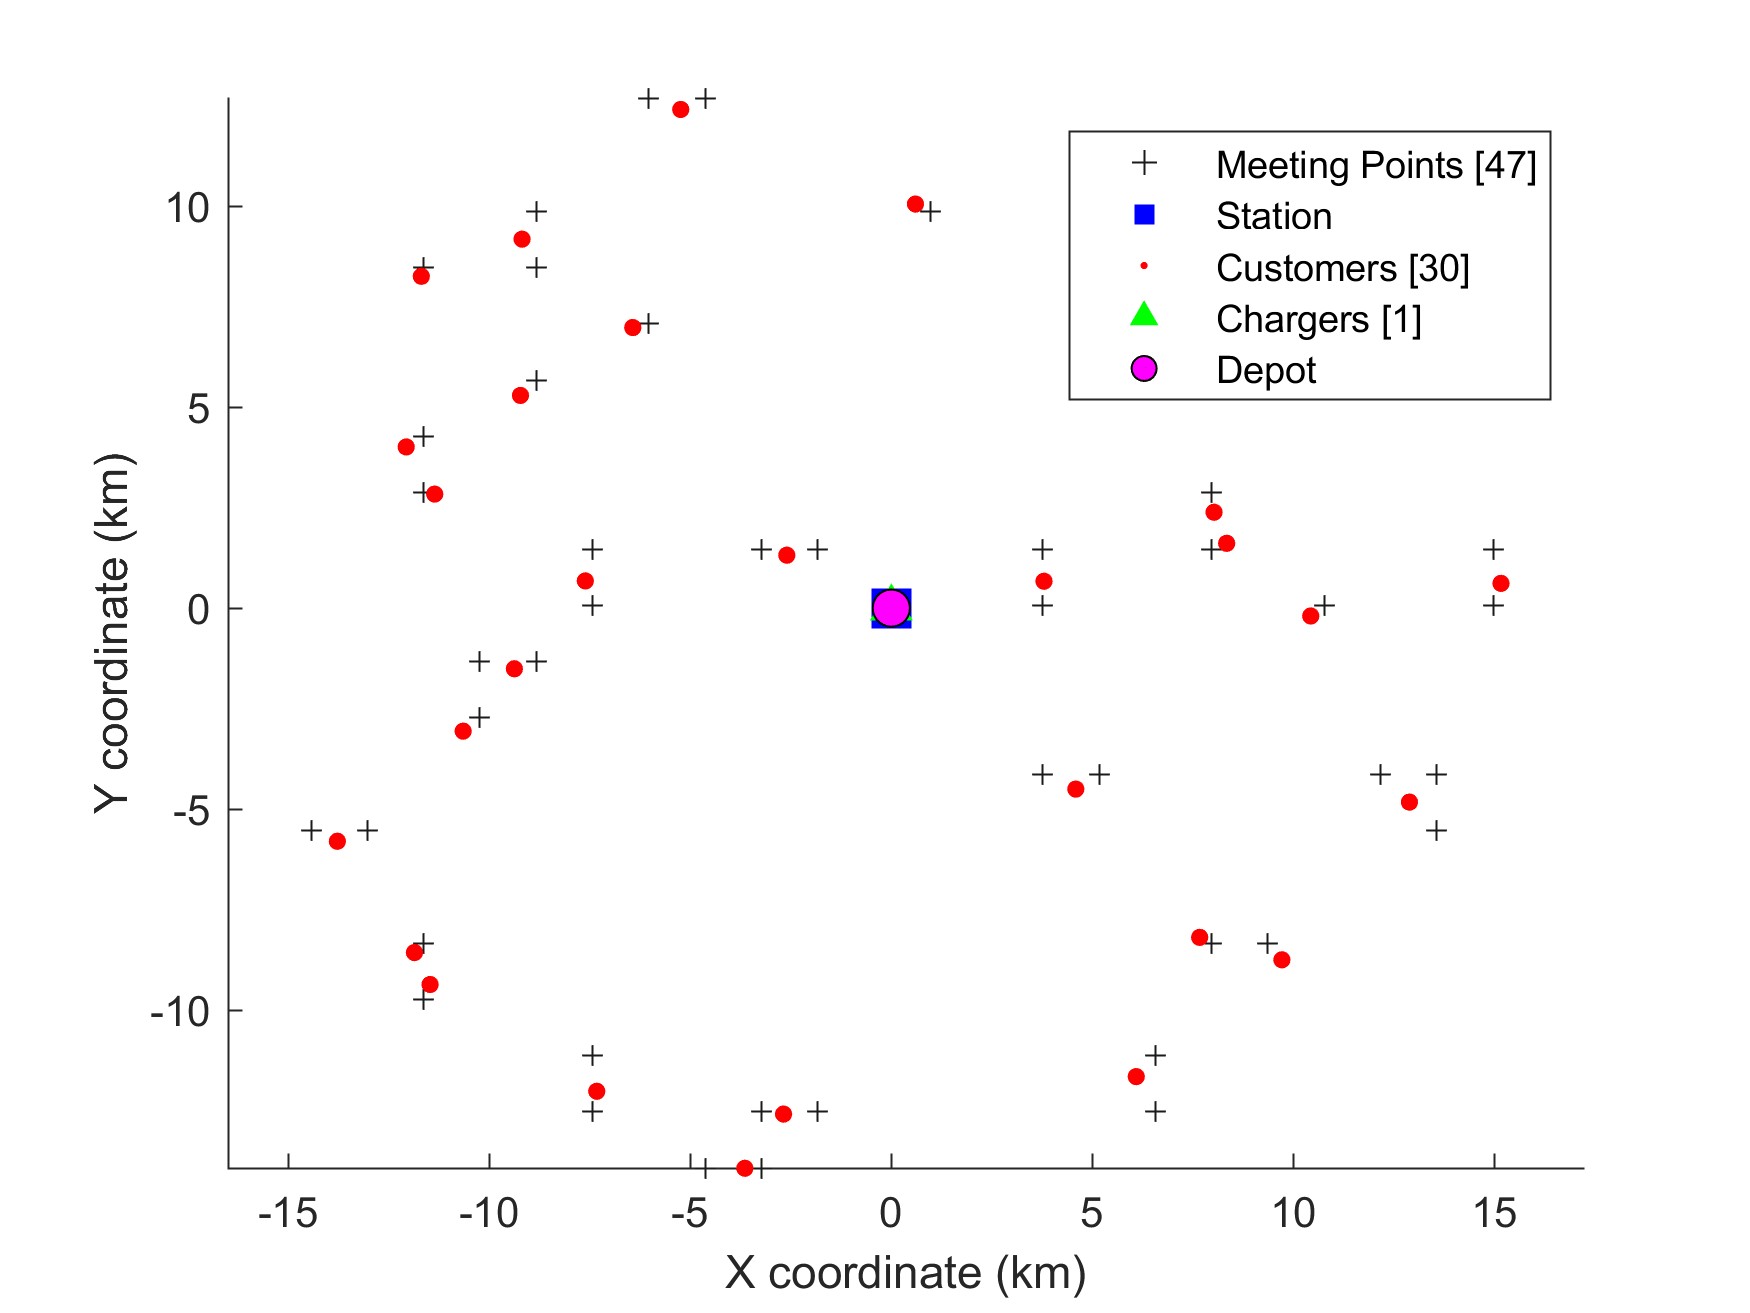 Meeting Points [47]
Station
Customers [30]
Chargers [1]
Depot
10
5
0
-5
-10
Y coordinate (km)
-15 -10 -5 0 5 10 15
X coordinate (km)